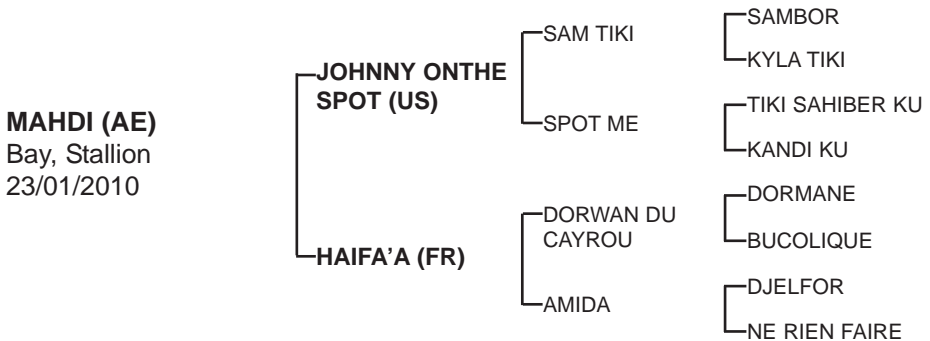 MAHDI (AE)
Bay, Stallion
23/01/2010
JOHNNY ONTHE
SPOT (US)
HAIFA'A (FR)
SAM TIKI
SPOT ME
DORWAN DU
CAYROU
AMIDA
SAMBOR
KYLA TIKI
TIKI SAHIBER KU
KANDI KU
DORMANE
BUCOLIQUE
DJELFOR
NE RIEN FAIRE